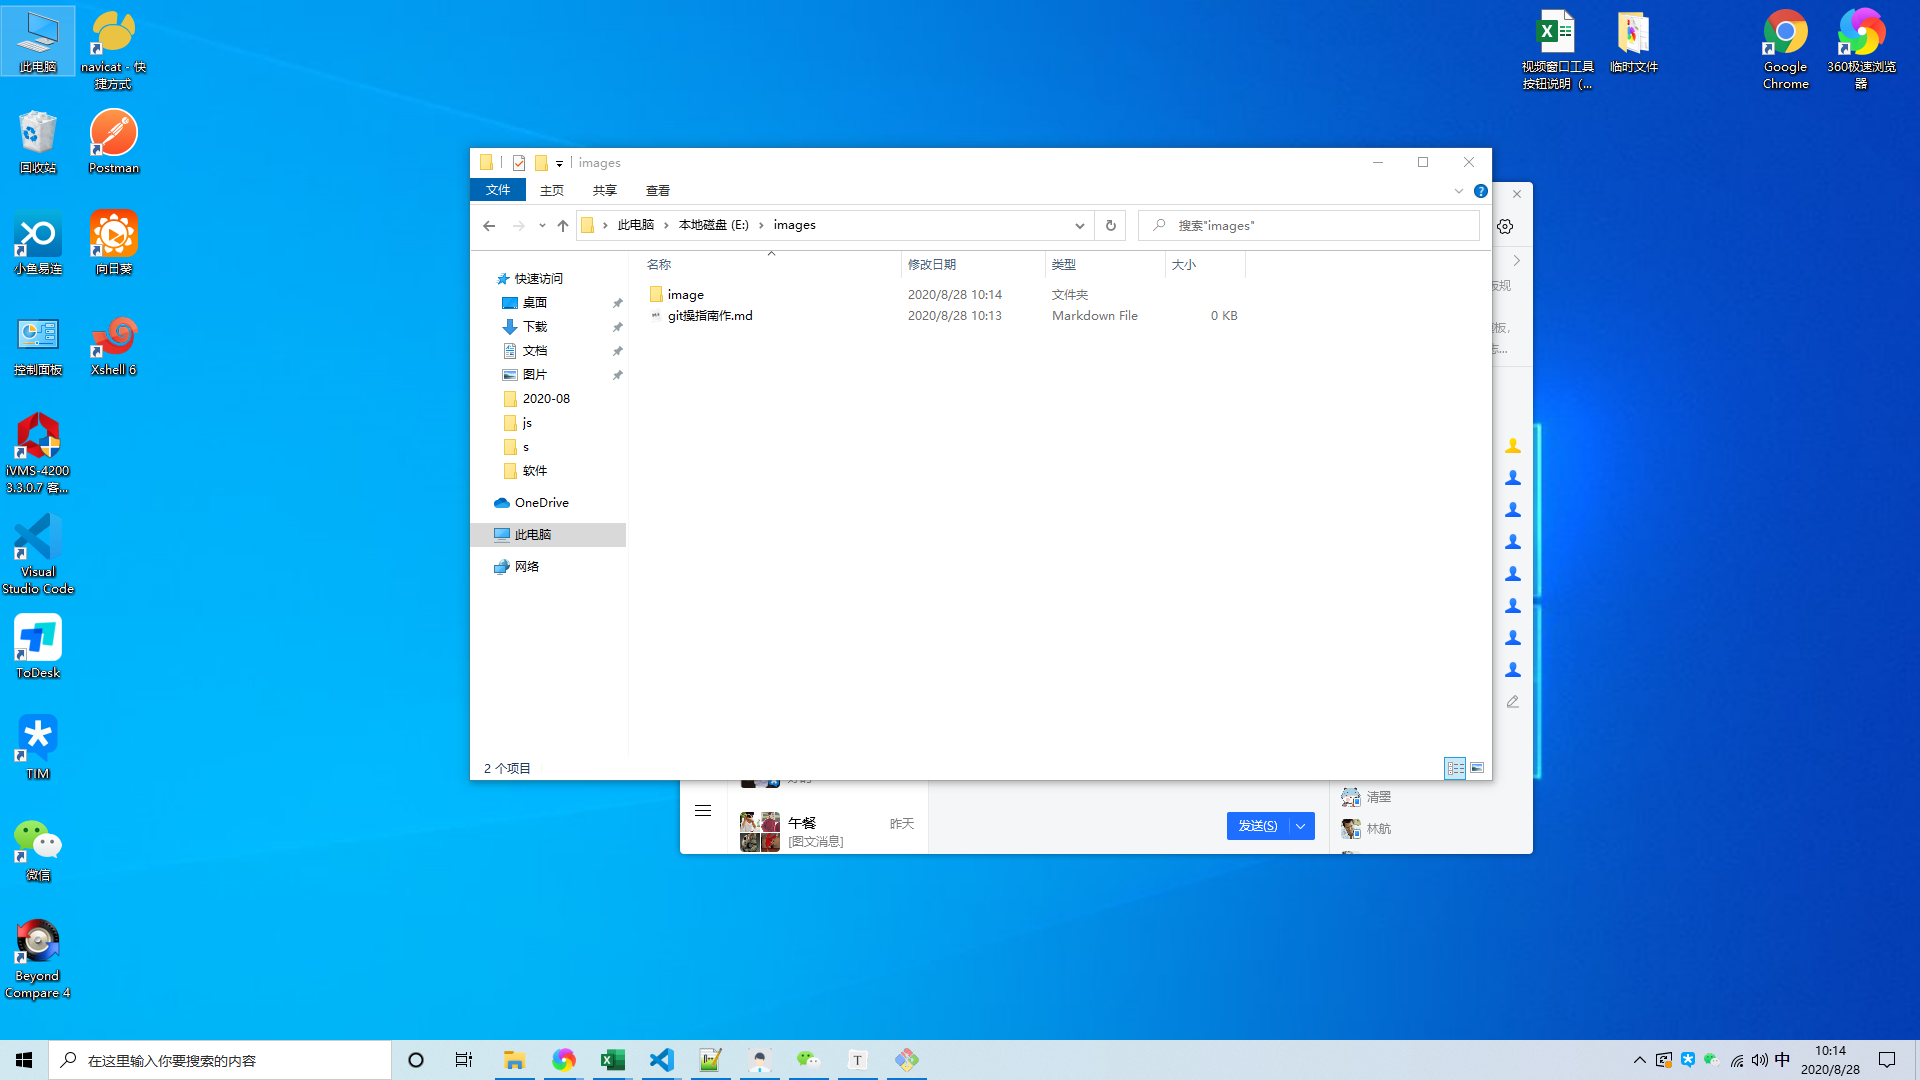 此电脑
navicat - 快
捷方式
回收站
Postman
小鱼易连
向日葵
控制面板
Xshell 6
iVMS-4200
3.3.0.7 客...
Visual
Studio Code
ToDesk
TIM
微信
Beyond
Compare 4
视频窗口工具
按钮说明（...
临时文件
Google
Chrome
360极速浏览
器
images
文件 主页 共享 查看
此电脑 本地磁盘 (E:) images
搜索"images"
名称 修改日期 类型 大小
image 2020/8/28 10:14 文件夹
git操指南作.md 2020/8/28 10:13 Markdown File 0 KB
快速访问
桌面
下载
文档
图片
2020-08
js
s
软件
OneDrive
此电脑
网络
2 个项目
午餐 昨天
[图文消息]
发送(S)
清墨
林航
在这里输入你要搜索的内容
T
中
10:14
2020/8/28